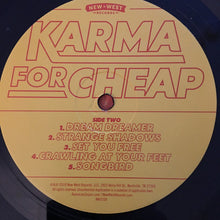 NEW WEST
RECORDS
KARMA
FOR CHEAP
SIDE TWO
1. DREAM DREAMER
2. STRANGE SHADOWS
3. SET YOU FREE
4. CRAWLING AT YOUR FEET
5. SONGBIRD